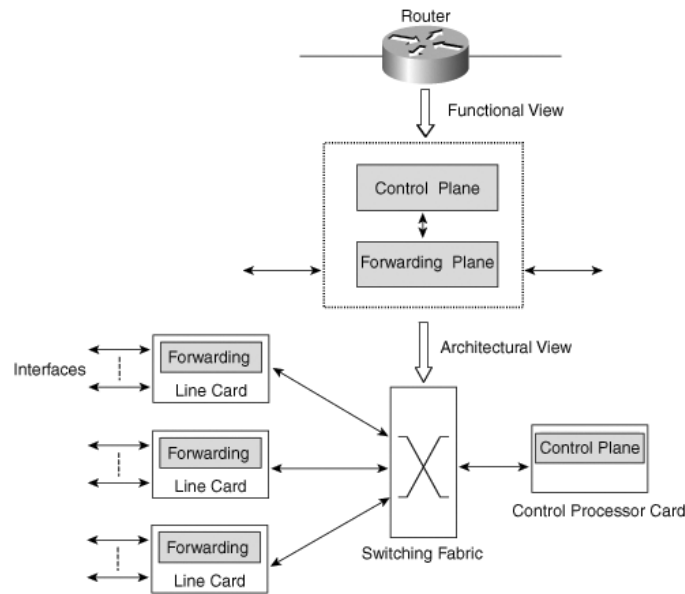 Router
Functional View
Control Plane
Forwarding Plane
Architectural View
Interfaces
Forwarding
Line Card
Forwarding
Line Card
Forwarding
Line Card
Switching Fabric
Control Plane
Control Processor Card